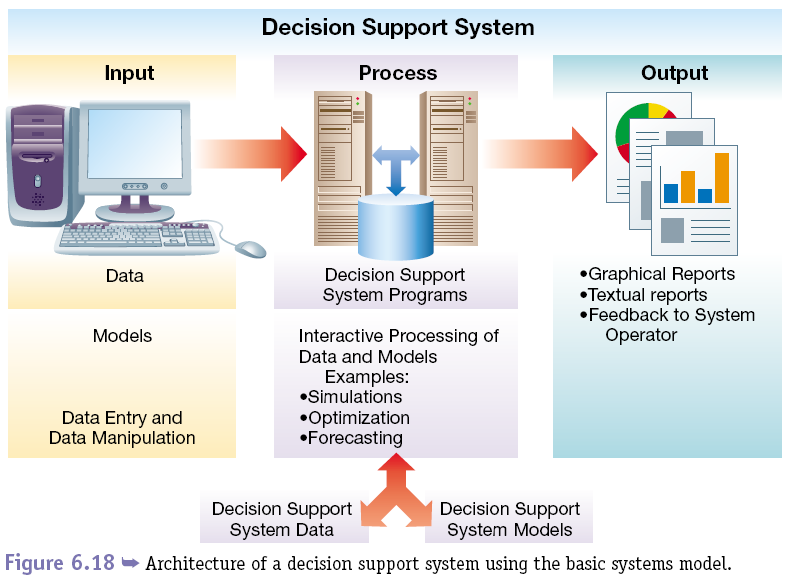 Decision Support System
Input
Process
Output
Data
Models
Data Entry and
Data Manipulation
Decision Support
System Programs
Interactive Processing of
Data and Models
Examples:
•Simulations
•Optimization
•Forecasting
•Graphical Reports
•Textual reports
•Feedback to System
Operator
Decision Support
System Data
Decision Support
System Models
Figure 6.18 ➥ Architecture of a decision support system using the basic systems model.